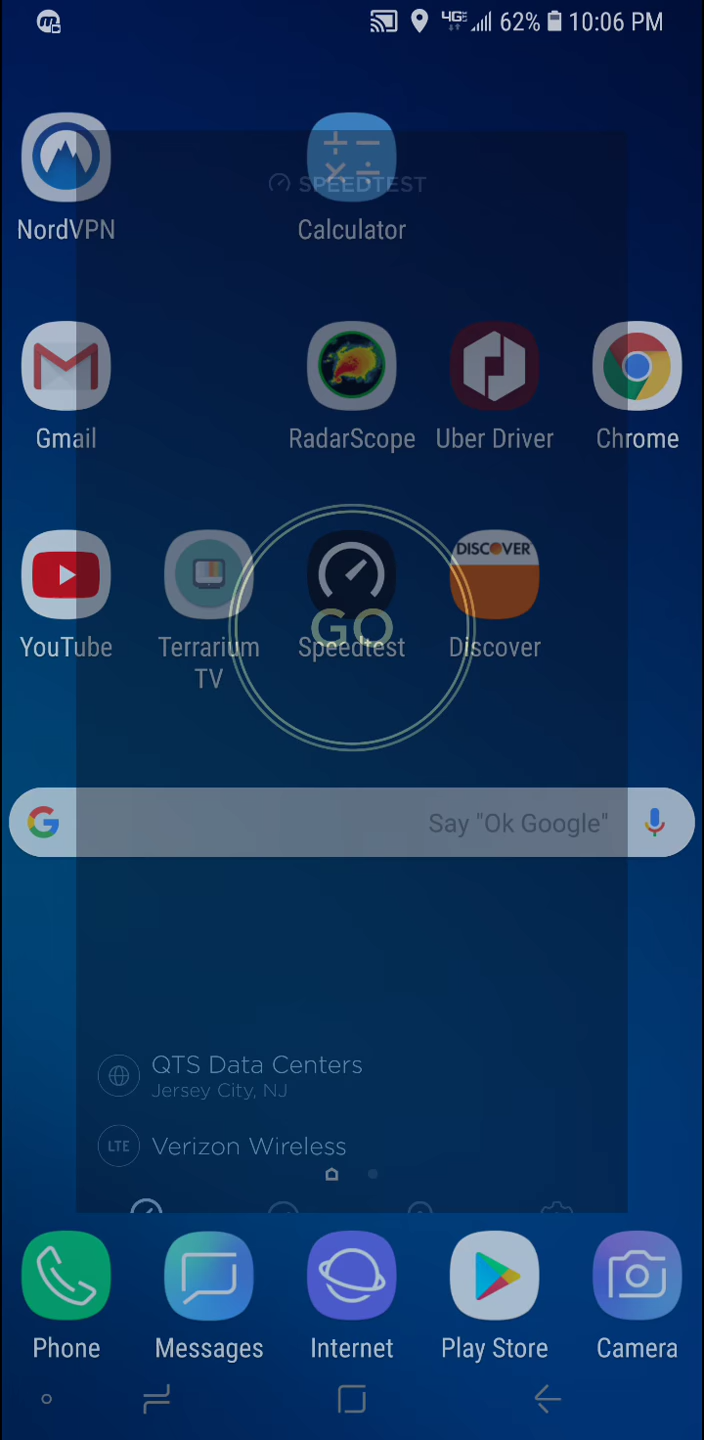 4GE 62% 10:06 PM
SPEEDTEST
NordVPN Calculator
Gmail RadarScope Uber Driver Chrome
DISCOVER
GO
YouTube Terrarium TV Speedtest Discover
Say "Ok Google"
QTS Data Centers
Jersey City, NJ
LTE Verizon Wireless
Phone Messages Internet Play Store Camera